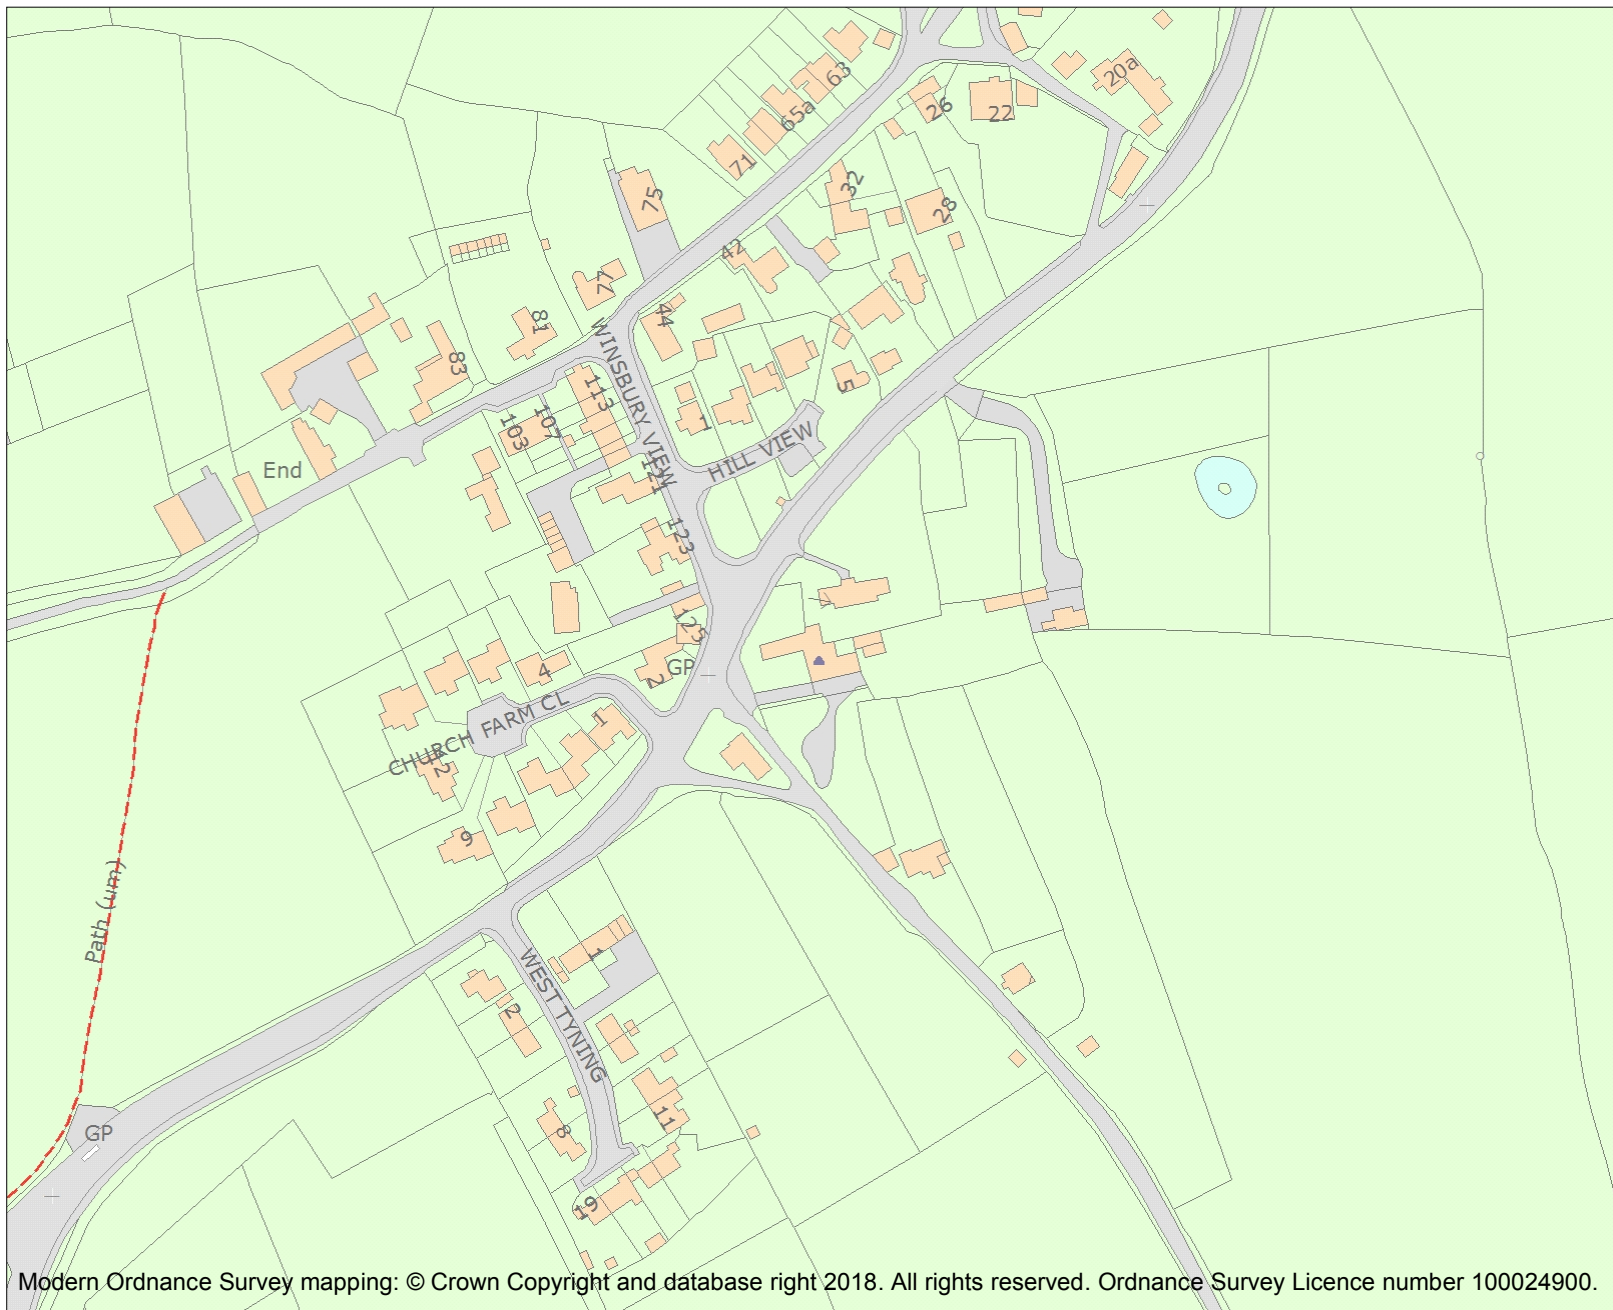 63
20a
65a
26
22
71
32
75
28
42
77
44
81
WINSBURY VIEW
83
5
113
107
103
1
HILL VIEW
End
121
123
125
GP
4
2
CHURCH FARM CL
1
12
9
Path (um)
1
WEST TYNING
2
11
8
GP
19
Modern Ordnance Survey mapping: © Crown Copyright and database right 2018. All rights reserved. Ordnance Survey Licence number 100024900.